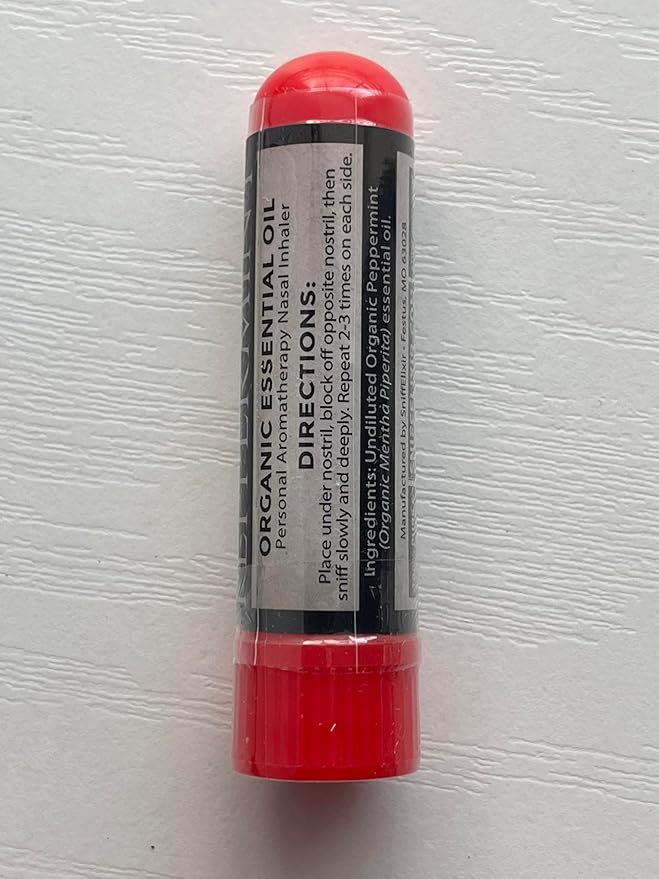 ORGANIC ESSENTIAL OIL
Personal Aromatherapy Nasal Inhaler
DIRECTIONS:
Place under nostril, block off opposite nostril, then
sniff slowly and deeply. Repeat 2-3 times on each side.
Ingredients: Undiluted Organic Peppermint
(Organic Mentha Piperita) essential oil.
Manufactured by SniffElixir - Festus, MO 63028